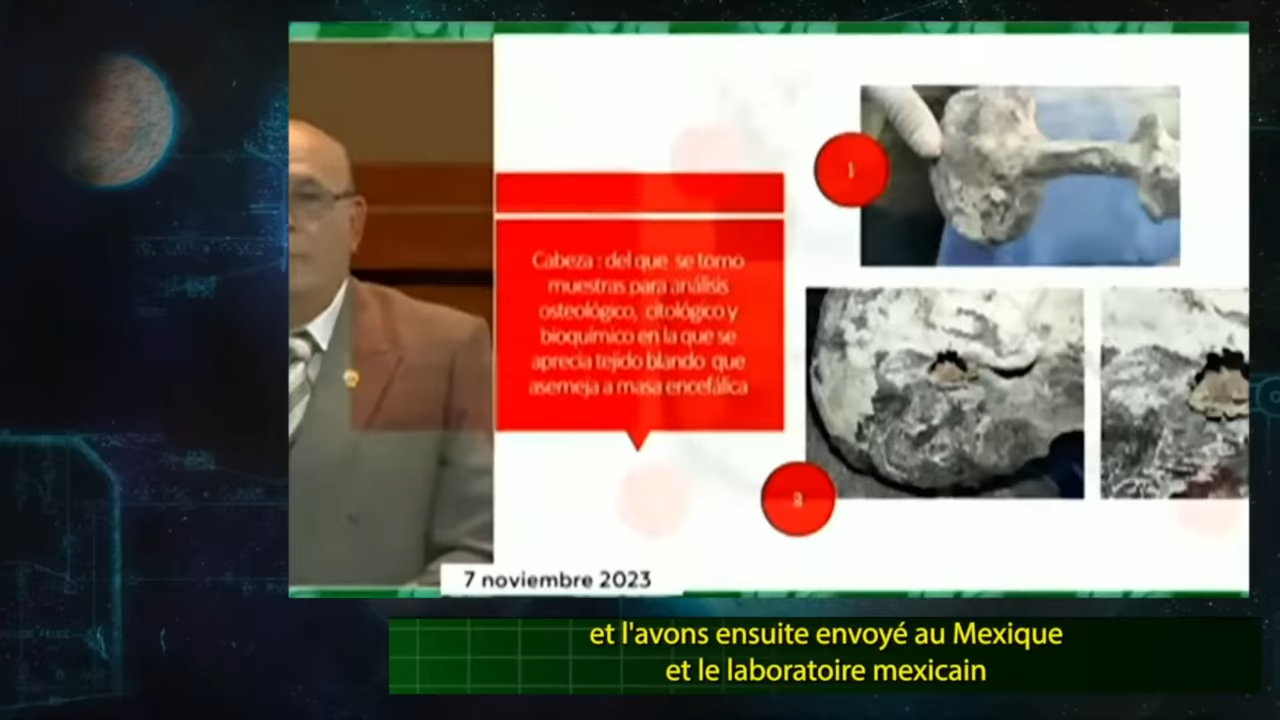 Cabeza : del que se tomo
muestras para análisis
osteológico, citológico y
bioquímico en la que se
aprecia tejido blando que
asemeja a masa encefálica
1
7 noviembre 2023
et l'avons ensuite envoyé au Mexique
et le laboratoire mexicain